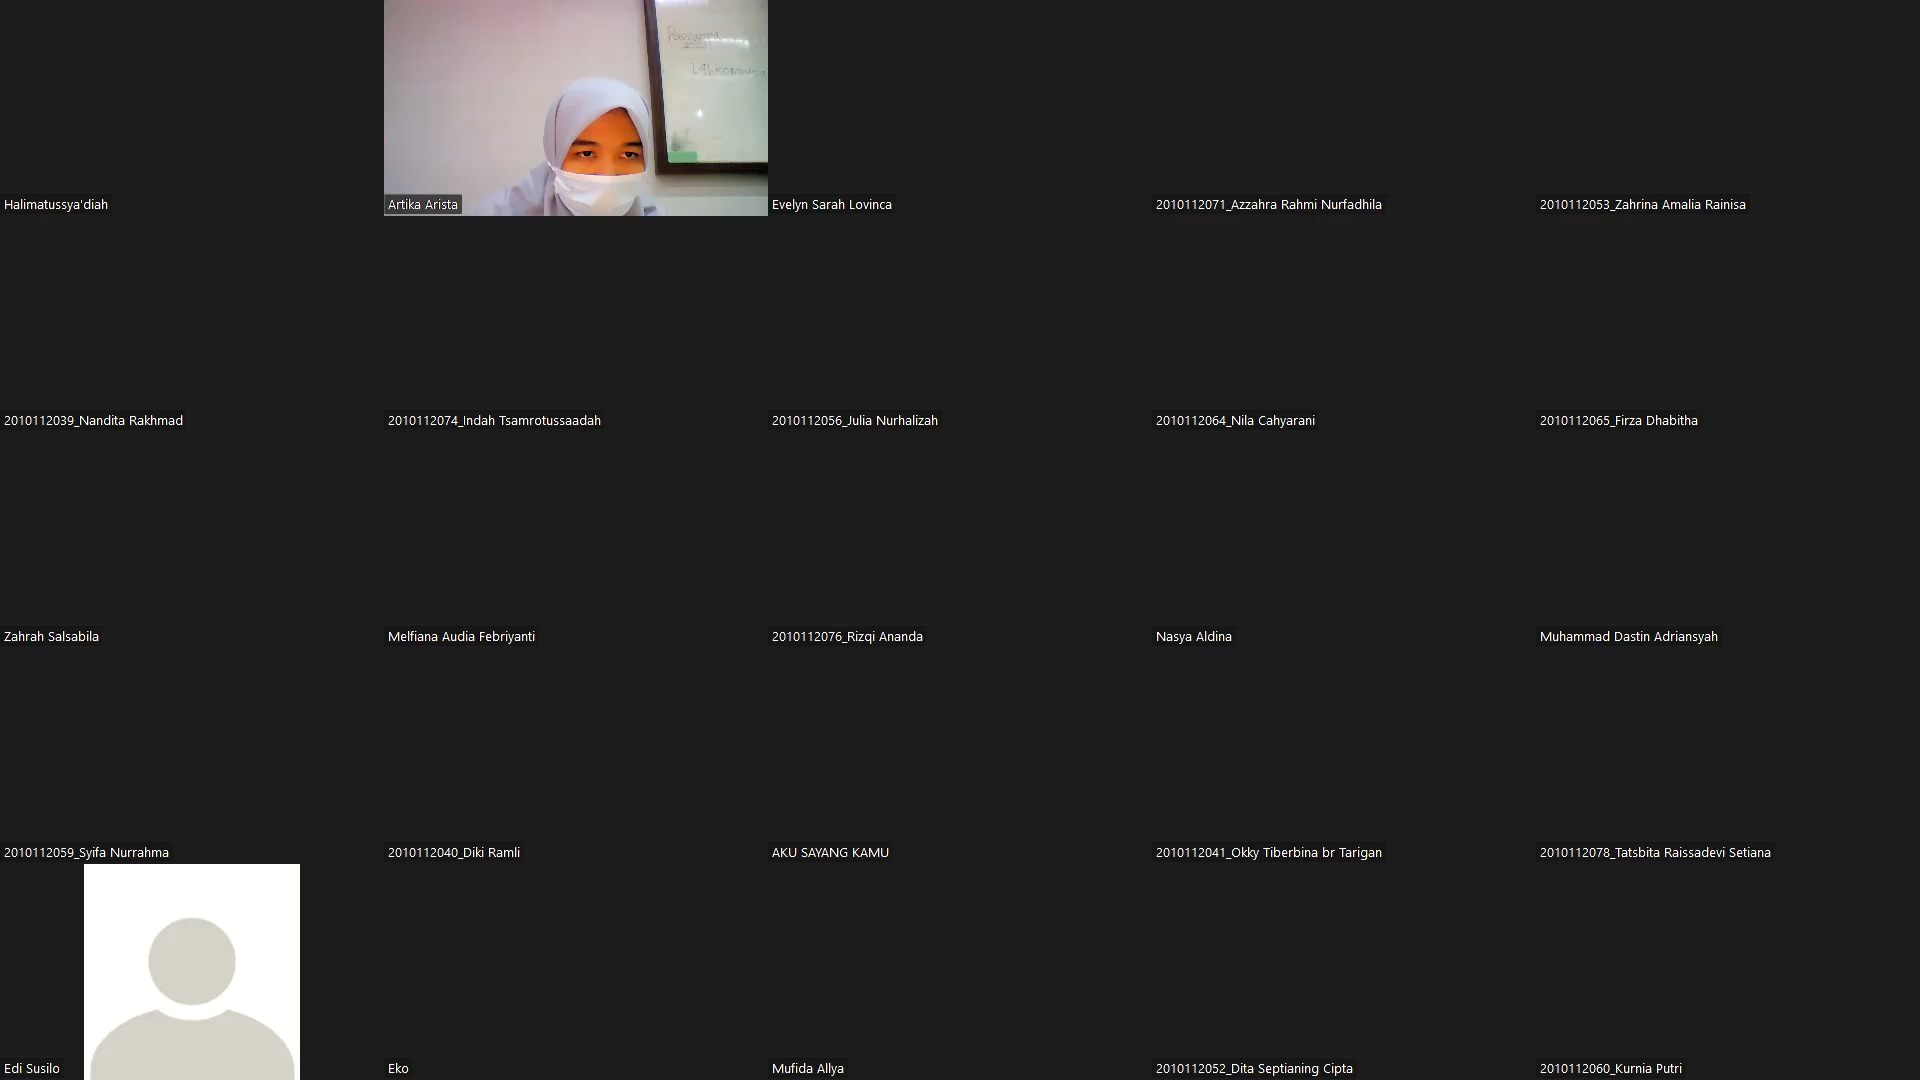 Password
Halimatussya'diah
Artika Arista
Evelyn Sarah Lovinca
2010112071_Azzahra Rahmi Nurfadhila
2010112053_Zahrina Amalia Rainisa
2010112039_Nandita Rakhmad
2010112074_Indah Tsamrotussaadah
2010112056_Julia Nurhalizah
2010112064_Nila Cahyarani
2010112065_Firza Dhabitha
Zahrah Salsabila
Melfiana Audia Febriyanti
2010112076_Rizqi Ananda
Nasya Aldina
Muhammad Dastin Adriansyah
2010112059_Syifa Nurrahma
2010112040_Diki Ramli
AKU SAYANG KAMU
2010112041_Okky Tiberbina br Tarigan
2010112078_Tatsbita Raissadevi Setiana
Edi Susilo
Eko
Mufida Allya
2010112052_Dita Septianing Cipta
2010112060_Kurnia Putri